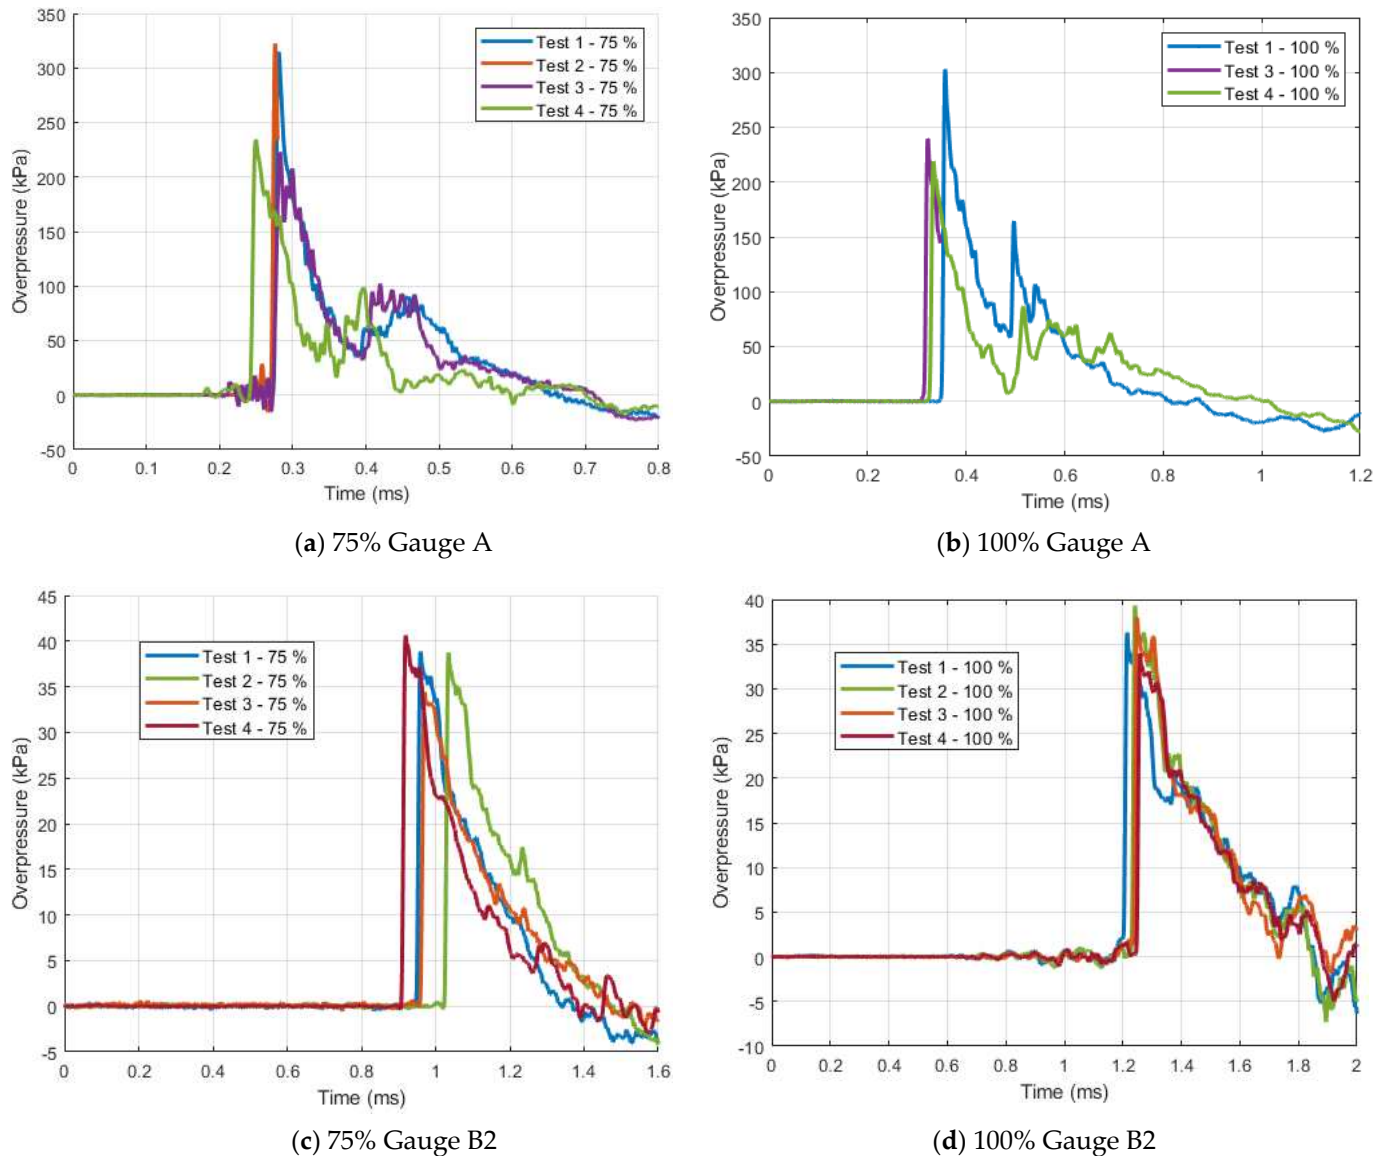 350
300
250
200
150
100
50
0
-50
Overpressure (kPa)
Test 1 - 75 %
Test 2 - 75 %
Test 3 - 75 %
Test 4 - 75 %
0 0.1 0.2 0.3 0.4 0.5 0.6 0.7 0.8
Time (ms)
(a) 75% Gauge A
350
300
250
200
150
100
50
0
-50
Overpressure (kPa)
Test 1 - 100 %
Test 3 - 100 %
Test 4 - 100 %
0 0.2 0.4 0.6 0.8 1 1.2
Time (ms)
(b) 100% Gauge A
45
40
35
30
25
20
15
10
5
0
-5
Overpressure (kPa)
Test 1 - 75 %
Test 2 - 75 %
Test 3 - 75 %
Test 4 - 75 %
0 0.2 0.4 0.6 0.8 1 1.2 1.4 1.6
Time (ms)
(c) 75% Gauge B2
40
35
30
25
20
15
10
5
0
-5
-10
Overpressure (kPa)
Test 1 - 100 %
Test 2 - 100 %
Test 3 - 100 %
Test 4 - 100 %
0 0.2 0.4 0.6 0.8 1 1.2 1.4 1.6 1.8 2
Time (ms)
(d) 100% Gauge B2